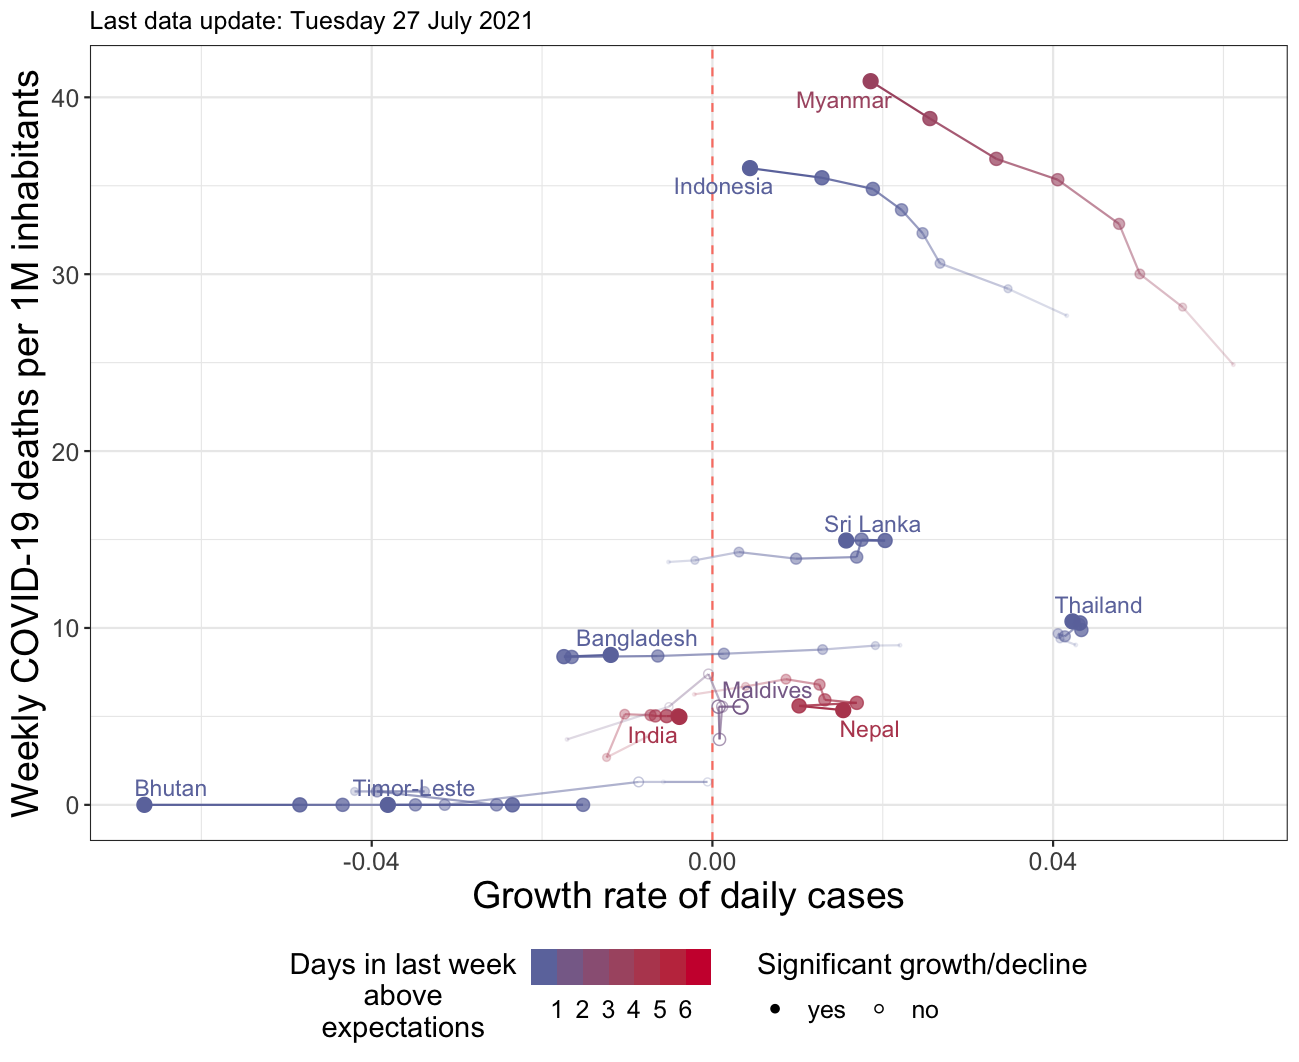 Last data update: Tuesday 27 July 2021
Weekly COVID-19 deaths per 1M inhabitants
40
30
20
10
0
Myanmar
Indonesia
Sri Lanka
Thailand
Bangladesh
Maldives
India
Nepal
Bhutan
Timor-Leste
-0.04
0.00
0.04
Growth rate of daily cases
Days in last week
above
expectations
1 2 3 4 5 6
Significant growth/decline
yes
no